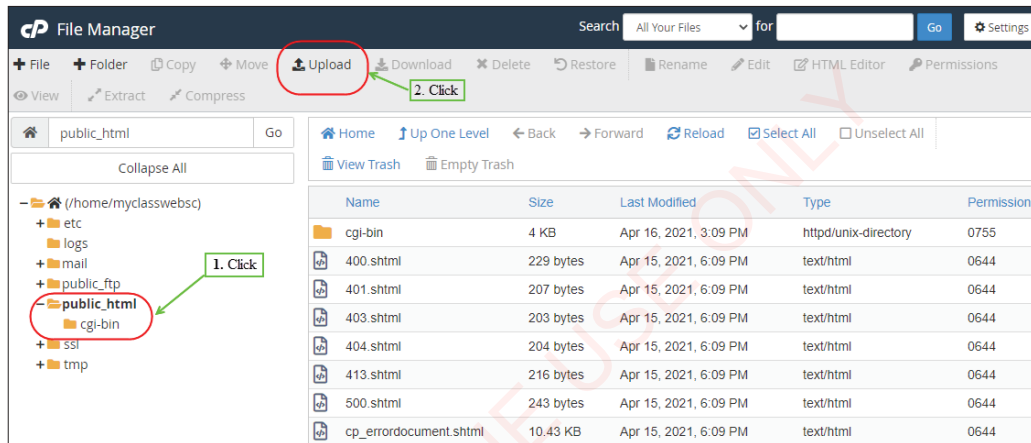 cP File Manager Search All Your Files for Go Settings
+ File + Folder Copy Move Upload Download Delete Restore Rename Edit HTML Editor Permissions
View Extract Compress
2. Click
public_html Go
Home Up One Level Back Forward Reload Select All Unselect All
Collapse All
View Trash Empty Trash
(/home/myclasswebsc)
etc
logs
mail
public_ftp
public_html
cgi-bin
ssl
tmp
1. Click
Name Size Last Modified Type Permission
cgi-bin 4 KB Apr 16, 2021, 3:09 PM httpd/unix-directory 0755
400.shtml 229 bytes Apr 15, 2021, 6:09 PM text/html 0644
401.shtml 207 bytes Apr 15, 2021, 6:09 PM text/html 0644
403.shtml 203 bytes Apr 15, 2021, 6:09 PM text/html 0644
404.shtml 204 bytes Apr 15, 2021, 6:09 PM text/html 0644
413.shtml 216 bytes Apr 15, 2021, 6:09 PM text/html 0644
500.shtml 243 bytes Apr 15, 2021, 6:09 PM text/html 0644
cp_errordocument.shtml 10.43 KB Apr 15, 2021, 6:09 PM text/html 0644
USE ONLY